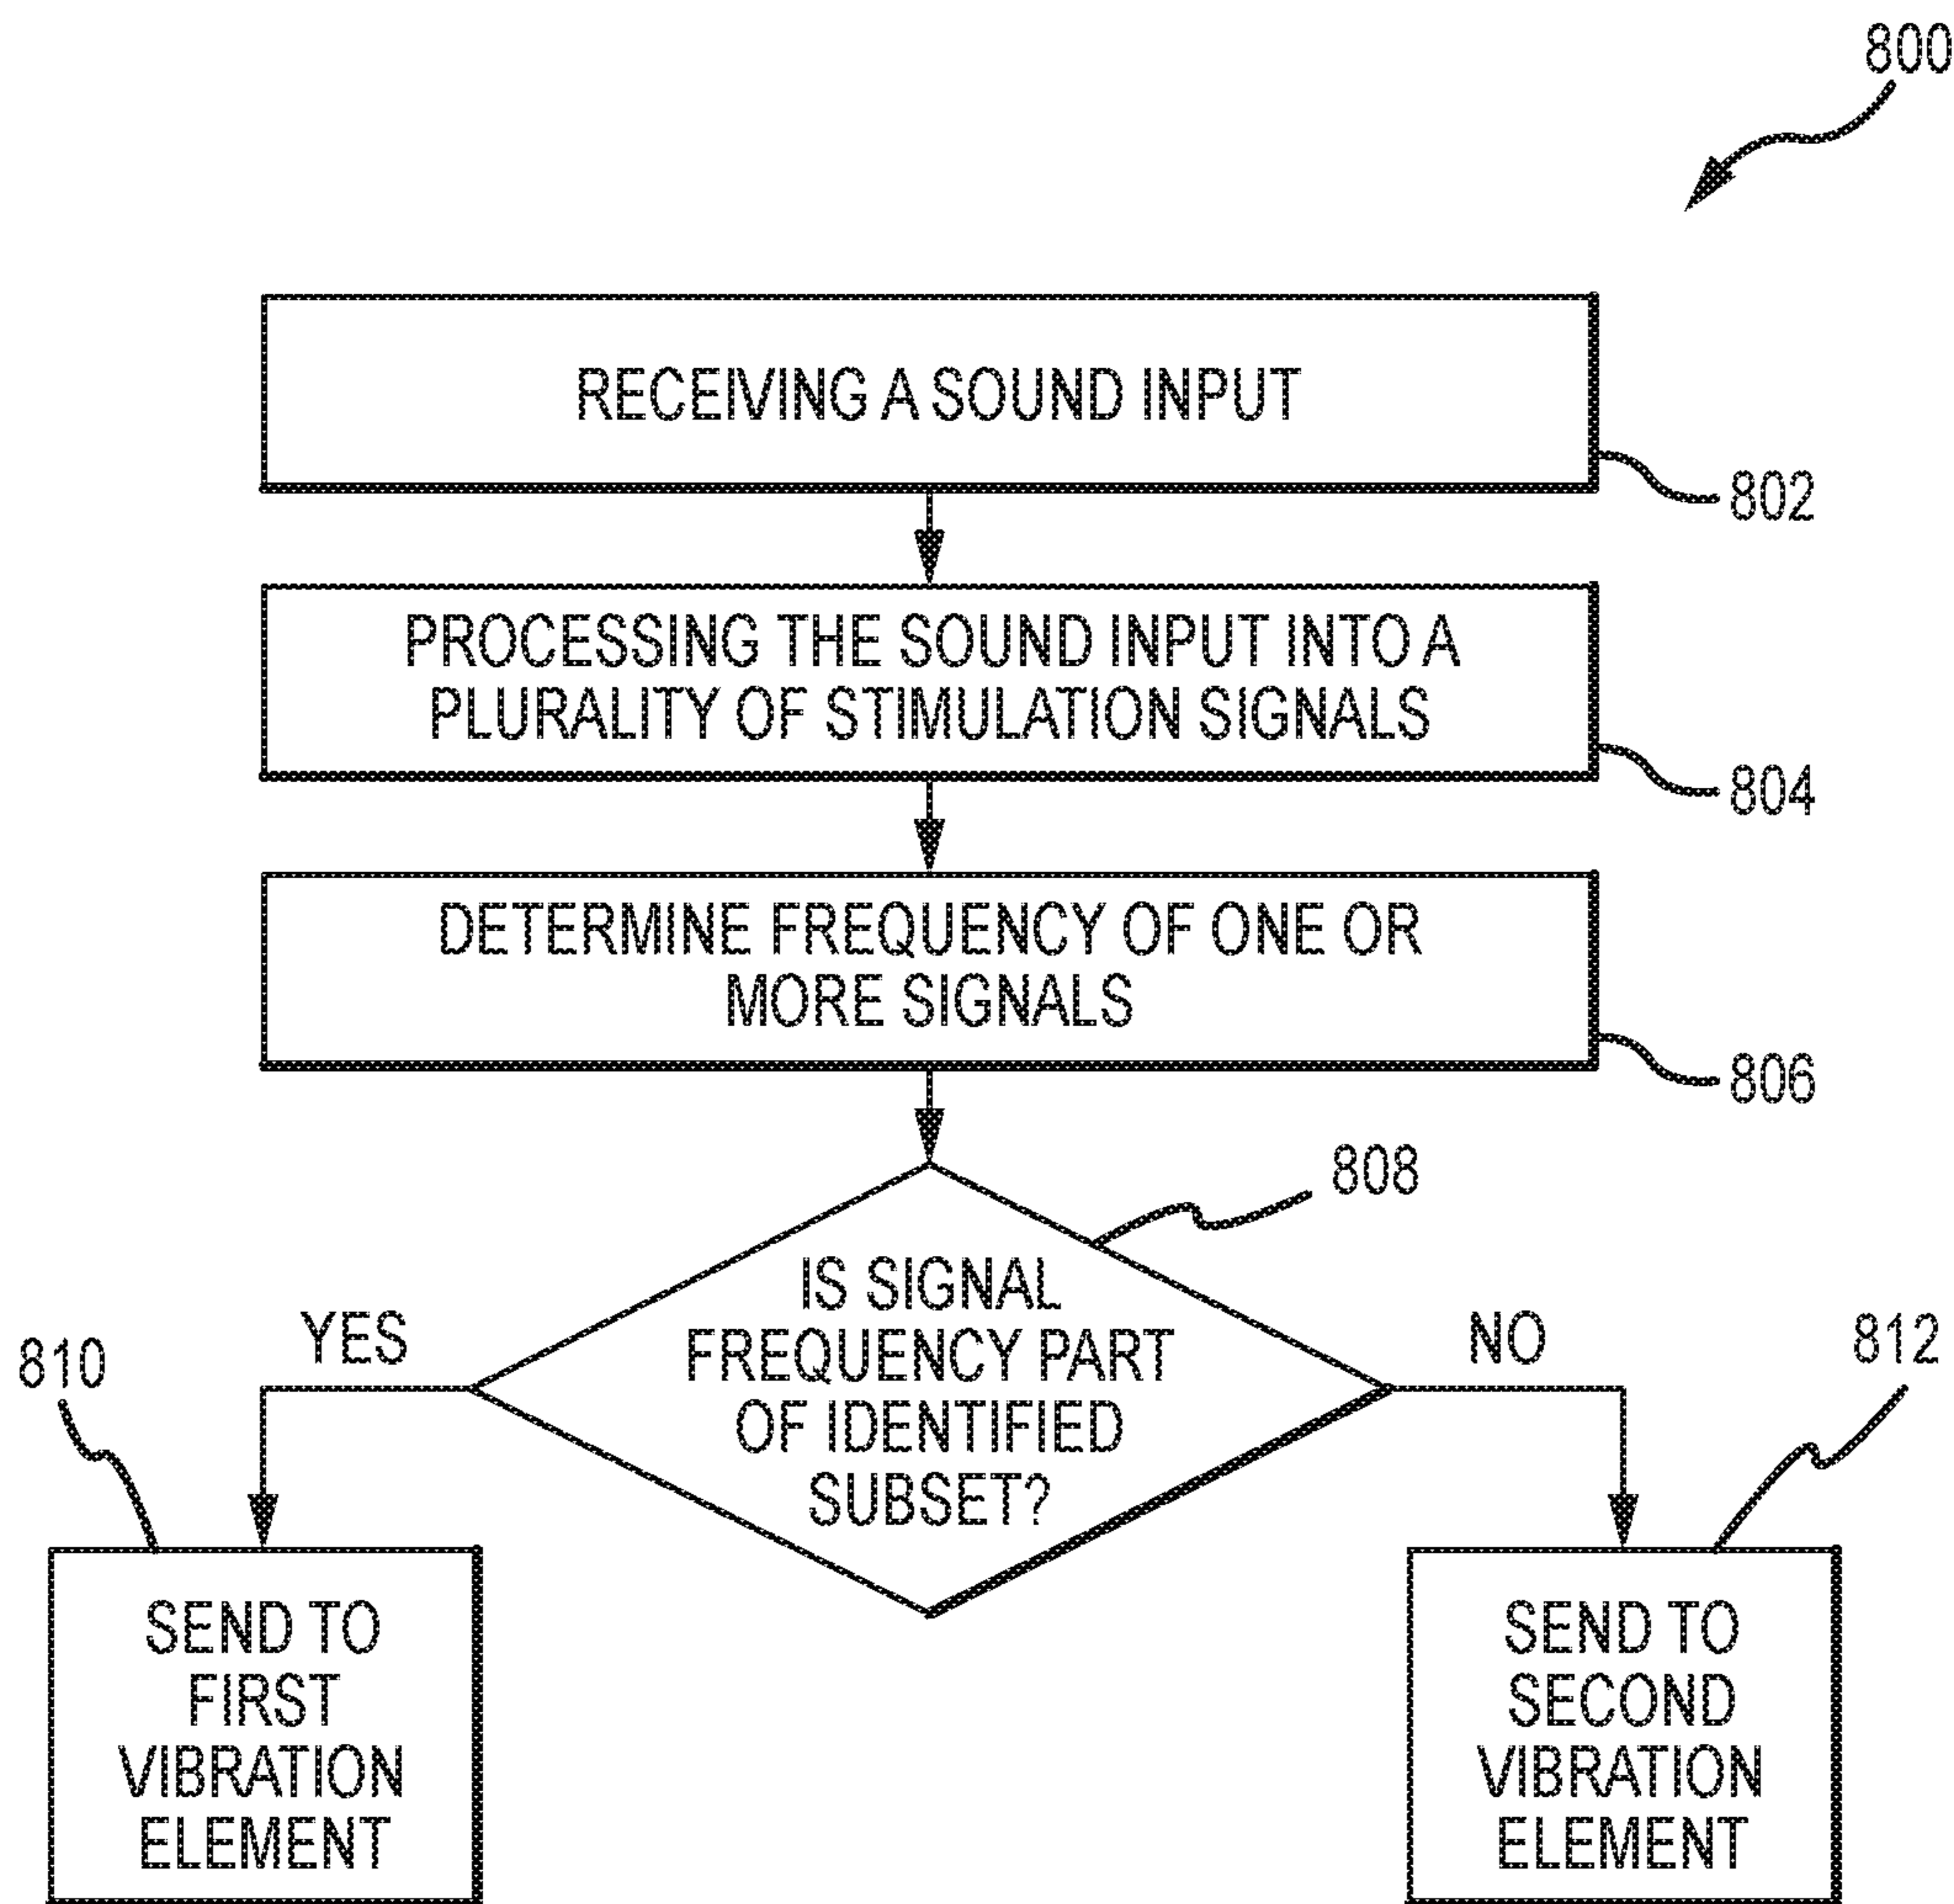 800
RECEIVING A SOUND INPUT
802
PROCESSING THE SOUND INPUT INTO A
PLURALITY OF STIMULATION SIGNALS
804
DETERMINE FREQUENCY OF ONE OR
MORE SIGNALS
806
808
IS SIGNAL
FREQUENCY PART
OF IDENTIFIED
SUBSET?
YES
NO
810
812
SEND TO
FIRST
VIBRATION
ELEMENT
SEND TO
SECOND
VIBRATION
ELEMENT